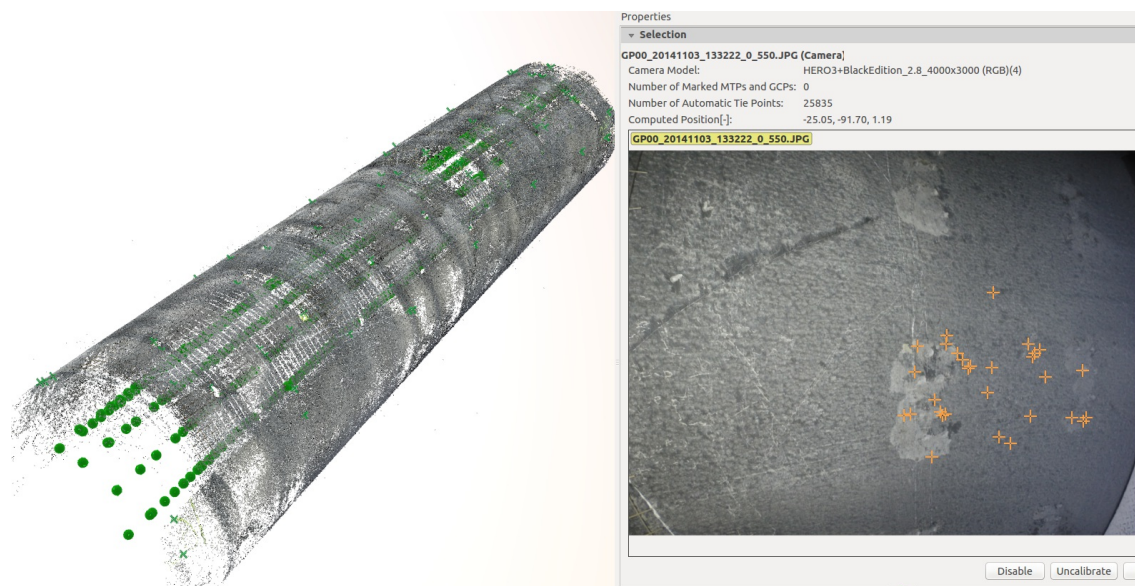 Properties
Selection
GP00_20141103_133222_0_550.JPG (Camera)
Camera Model: HERO3+BlackEdition_2.8_4000x3000 (RGB)(4)
Number of Marked MTPs and GCPs: 0
Number of Automatic Tie Points: 25835
Computed Position[-]: -25.05, -91.70, 1.19
GP00_20141103_133222_0_550.JPG
Disable Uncalibrate